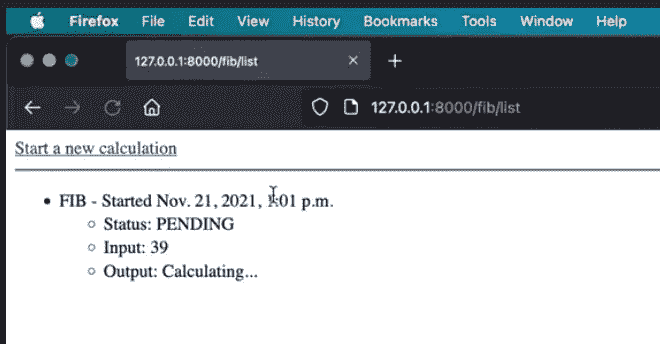 Firefox File Edit View History Bookmarks Tools Window Help
127.0.0.1:8000/fib/list
127.0.0.1:8000/fib/list
Start a new calculation
FIB - Started Nov. 21, 2021, 1:01 p.m.
Status: PENDING
Input: 39
Output: Calculating...